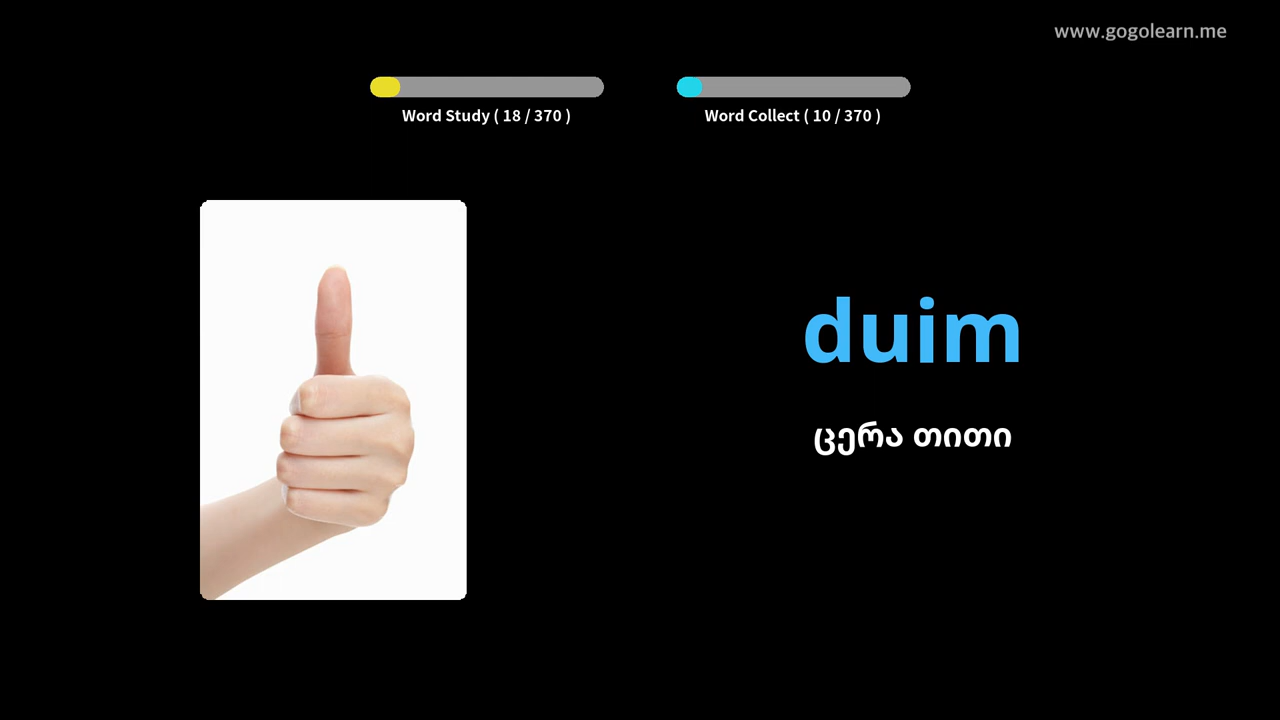 www.gogolearn.me
Word Study ( 18 / 370 )
Word Collect ( 10 / 370 )
duim
ცერა თითი